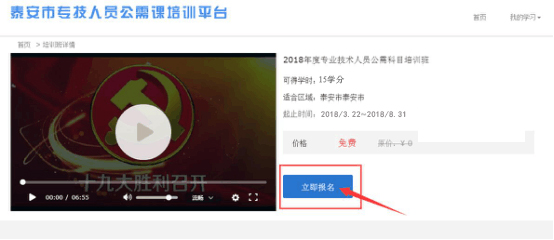 泰安市专技人员公需课培训平台
首页 我的学习
首页 > 培训班详情
2018年度专业技术人员公需科目培训班
可得学时：15学分
适合区域：泰安市泰安市
起止时间：2018/3.22~2018/8.31
价格 免费 原价：¥ 0
十九大胜利召开
立即报名
00:00 / 06:55 流畅